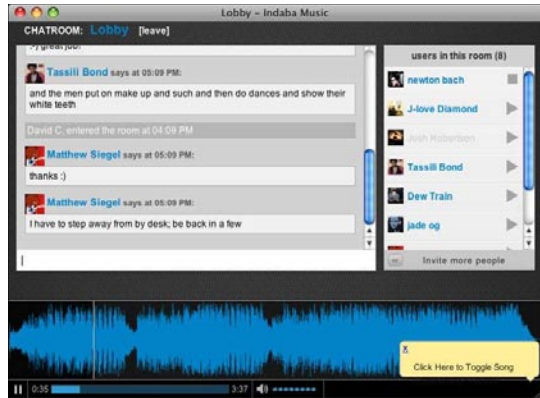 Lobby – Indaba Music
CHATROOM: Lobby [leave]
:-) great job!
Tassili Bond says at 05:09 PM:
and the men put on make up and such and then do dances and show their
white teeth
David C. entered the room at 04:09 PM
Matthew Siegel says at 05:09 PM:
thanks :)
Matthew Siegel says at 05:09 PM:
I have to step away from by desk; be back in a few
users in this room (8)
newton bach
J-love Diamond
Josh Robertson
Tassili Bond
Dew Train
jade og
Invite more people
X
Click Here to Toggle Song
0:35
3:37